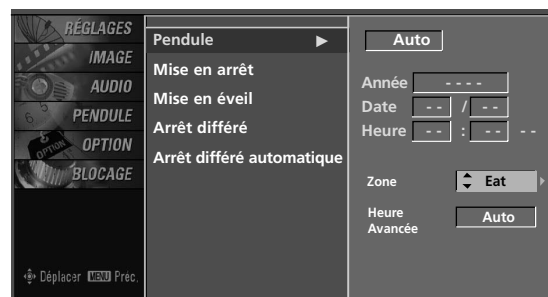 RÉGLAGES
IMAGE
AUDIO
PENDULE
OPTION
BLOCAGE
Déplacer MENU Préc.
Pendule ▶
Mise en arrêt
Mise en éveil
Arrêt différé
Arrêt différé automatique
Auto
Année - - - -
Date - - / - -
Heure - - : - - - -
Zone Eat
Heure Avancée Auto